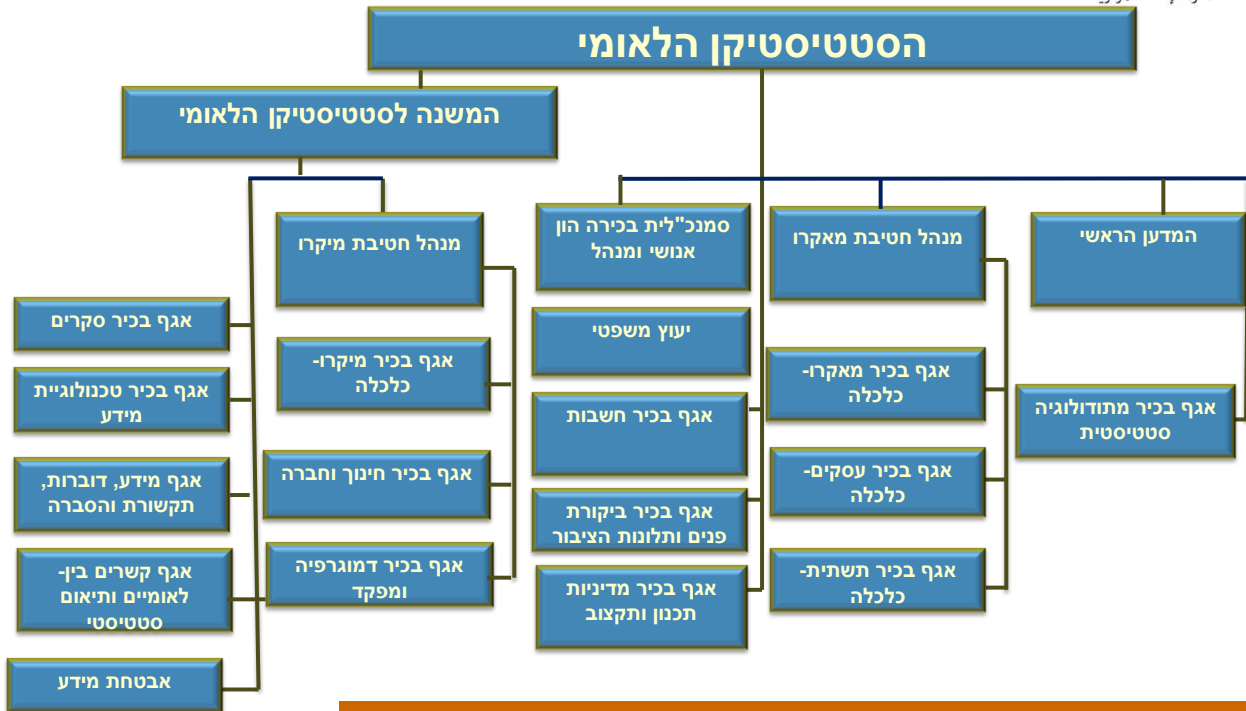 הסטטיסטיקן הלאומי
המשנה לסטטיסטיקן הלאומי
המדען הראשי
מנהל חטיבת מאקרו
סמנכ"לית בכירה הון
אנושי ומנהל
מנהל חטיבת מיקרו
אגף בכיר מתודולוגיה
סטטיסטית
אגף בכיר מאקרו-
כלכלה
אגף בכיר עסקים-
כלכלה
אגף בכיר תשתית-
כלכלה
יעוץ משפטי
אגף בכיר חשבות
אגף בכיר ביקורת
פנים ותלונות הציבור
אגף בכיר מדיניות
תכנון ותקצוב
אגף בכיר מיקרו-
כלכלה
אגף בכיר חינוך וחברה
אגף בכיר דמוגרפיה
ומפקד
אגף בכיר סקרים
אגף בכיר טכנולוגיית
מידע
אגף מידע, דוברות,
תקשורת והסברה
אגף קשרים בין-
לאומיים ותיאום
סטטיסטי
אבטחת מידע